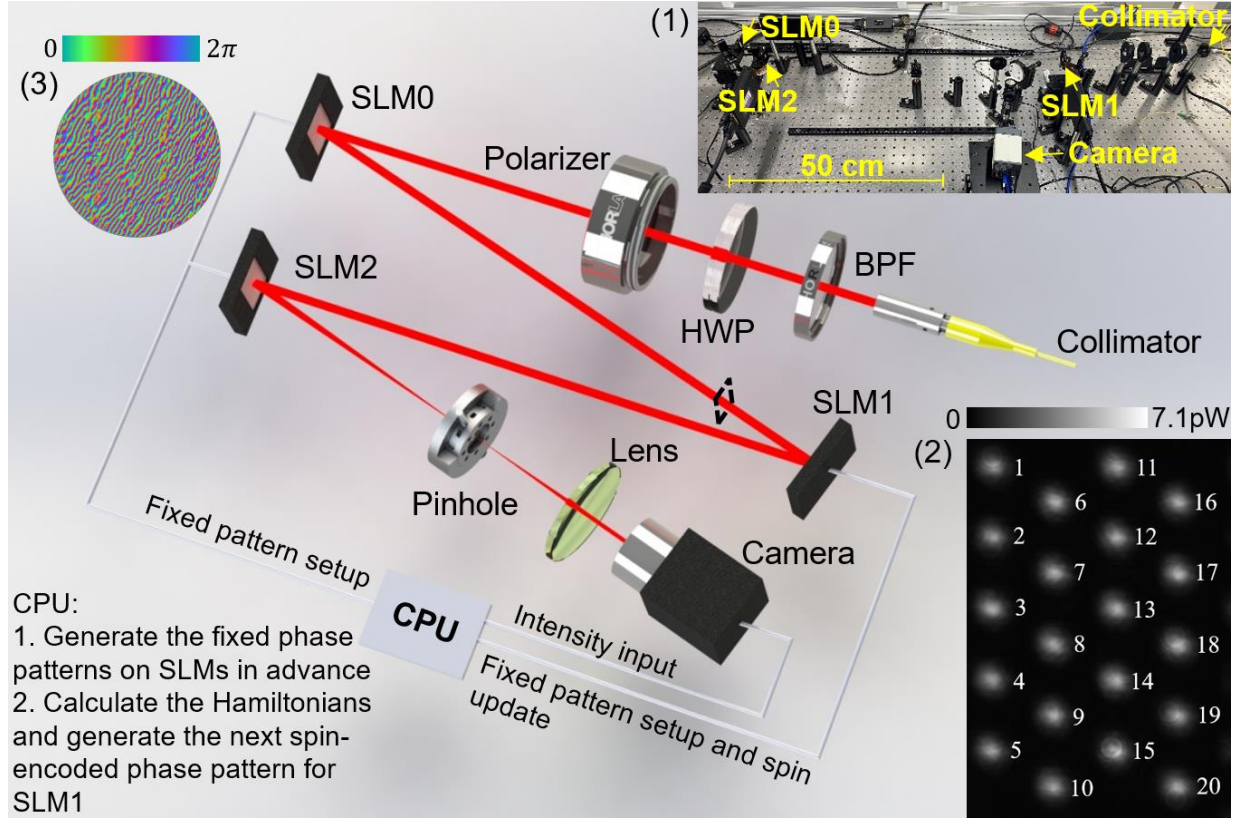 0
2π
(3)
SLM0
Polarizer
HORLA
SLM2
HOR
BPF
HWP
Collimator
SLM1
Lens
Pinhole
Camera
Fixed pattern setup
CPU
Intensity input
Fixed pattern setup and spin
update
CPU:
1. Generate the fixed phase
patterns on SLMs in advance
2. Calculate the Hamiltonians
and generate the next spin-
encoded phase pattern for
SLM1
(1)
SLM0
Collimator
SLM2
SLM1
Camera
50 cm
0
7.1pW
(2)
1
11
6
16
2
12
7
17
3
13
8
18
4
14
9
19
5
15
10
20